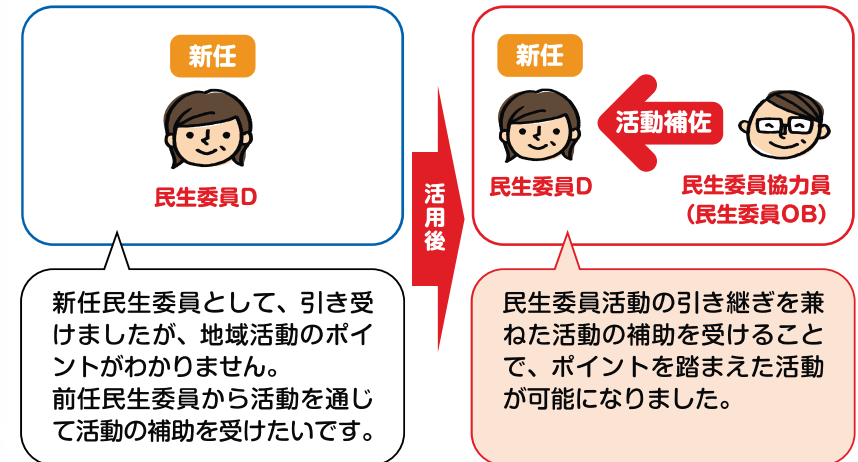 新任
民生委員D
新任民生委員として、引き受
けましたが、地域活動のポイ
ントがわかりません。
前任民生委員から活動を通じ
て活動の補助を受けたいです。
活用後
新任
活動補佐
民生委員D
民生委員協力員
（民生委員OB）
民生委員活動の引き継ぎを兼
ねた活動の補助を受けること
で、ポイントを踏まえた活動
が可能になりました。